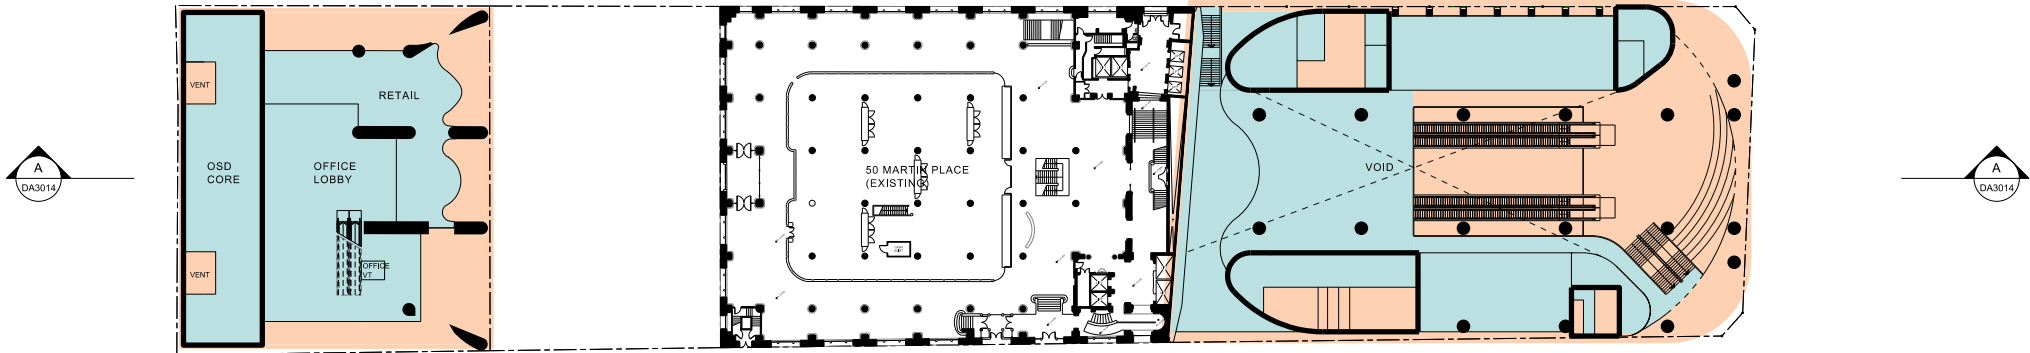 A
DA3014
VENT
RETAIL
OSD
CORE
OFFICE
LOBBY
VENT
OFFICE
VT
50 MARTIN PLACE
(EXISTING)
VOID
A
DA3014